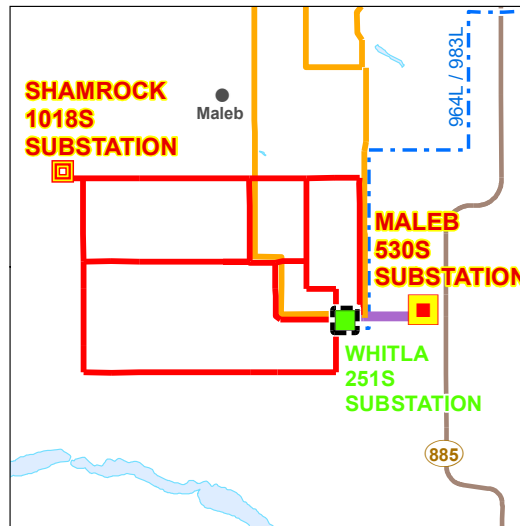 964L / 983L
SHAMROCK
1018S
SUBSTATION
Maleb
MALEB
530S
SUBSTATION
WHITLA
251S
SUBSTATION
885